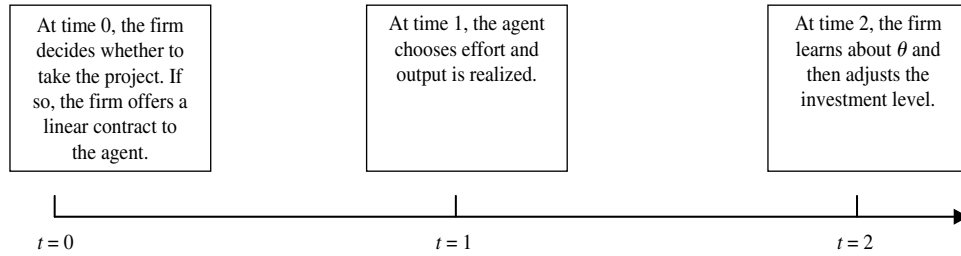 At time 0, the firm
decides whether to
take the project. If
so, the firm offers a
linear contract to
the agent.
At time 1, the agent
chooses effort and
output is realized.
At time 2, the firm
learns about θ and
then adjusts the
investment level.
t = 0
t = 1
t = 2